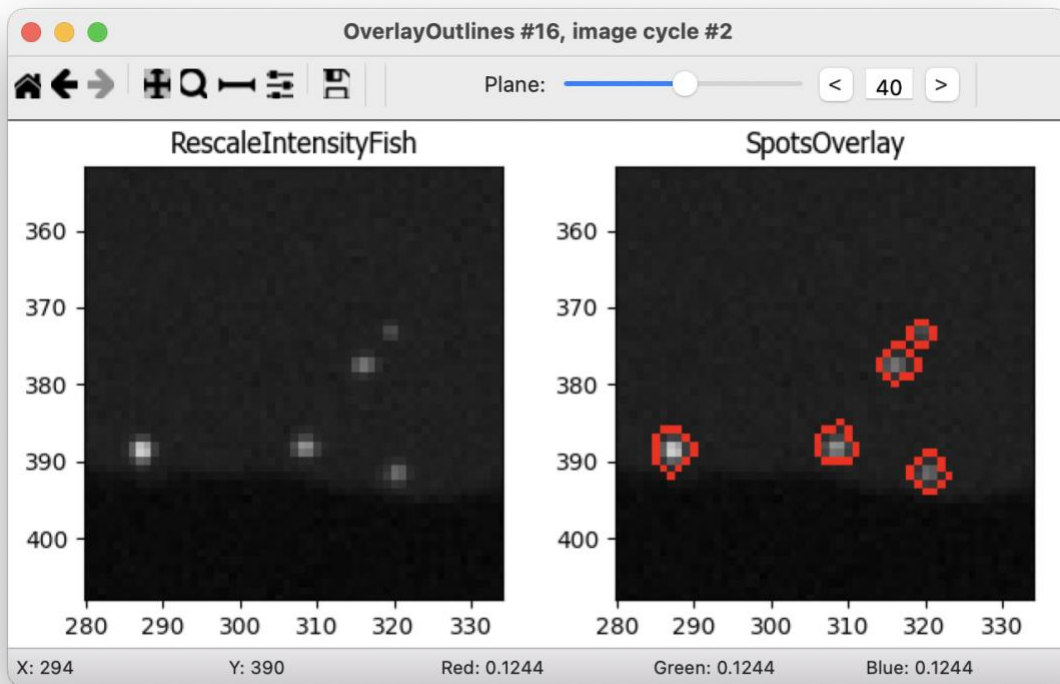 OverlayOutlines #16, image cycle #2
Plane: < 40 >
RescaleIntensityFish SpotsOverlay
360 360
370 370
380 380
390 390
400 400
280 290 300 310 320 330 280 290 300 310 320 330
X: 294 Y: 390 Red: 0.1244 Green: 0.1244 Blue: 0.1244